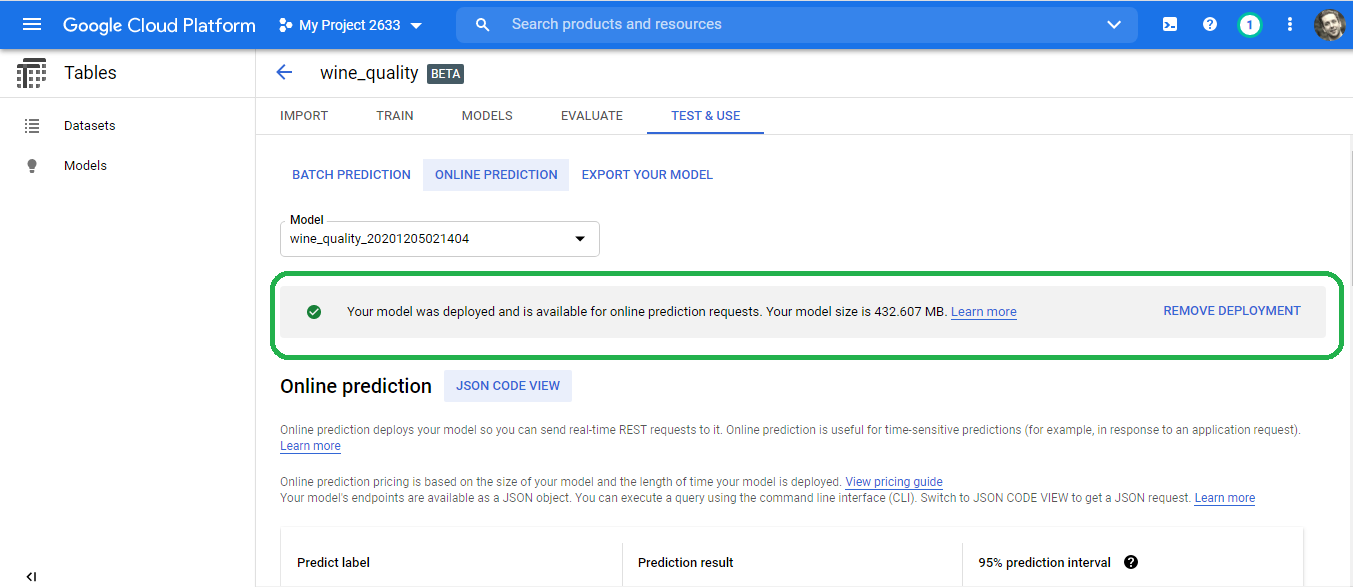 Google Cloud Platform My Project 2633 Search products and resources 1
Tables wine_quality BETA
IMPORT TRAIN MODELS EVALUATE TEST & USE
Datasets
Models
BATCH PREDICTION ONLINE PREDICTION EXPORT YOUR MODEL
Model
wine_quality_20201205021404
Your model was deployed and is available for online prediction requests. Your model size is 432.607 MB. Learn more REMOVE DEPLOYMENT
Online prediction JSON CODE VIEW
Online prediction deploys your model so you can send real-time REST requests to it. Online prediction is useful for time-sensitive predictions (for example, in response to an application request).
Learn more
Online prediction pricing is based on the size of your model and the length of time your model is deployed. View pricing guide
Your model's endpoints are available as a JSON object. You can execute a query using the command line interface (CLI). Switch to JSON CODE VIEW to get a JSON request. Learn more
Predict label Prediction result 95% prediction interval ?